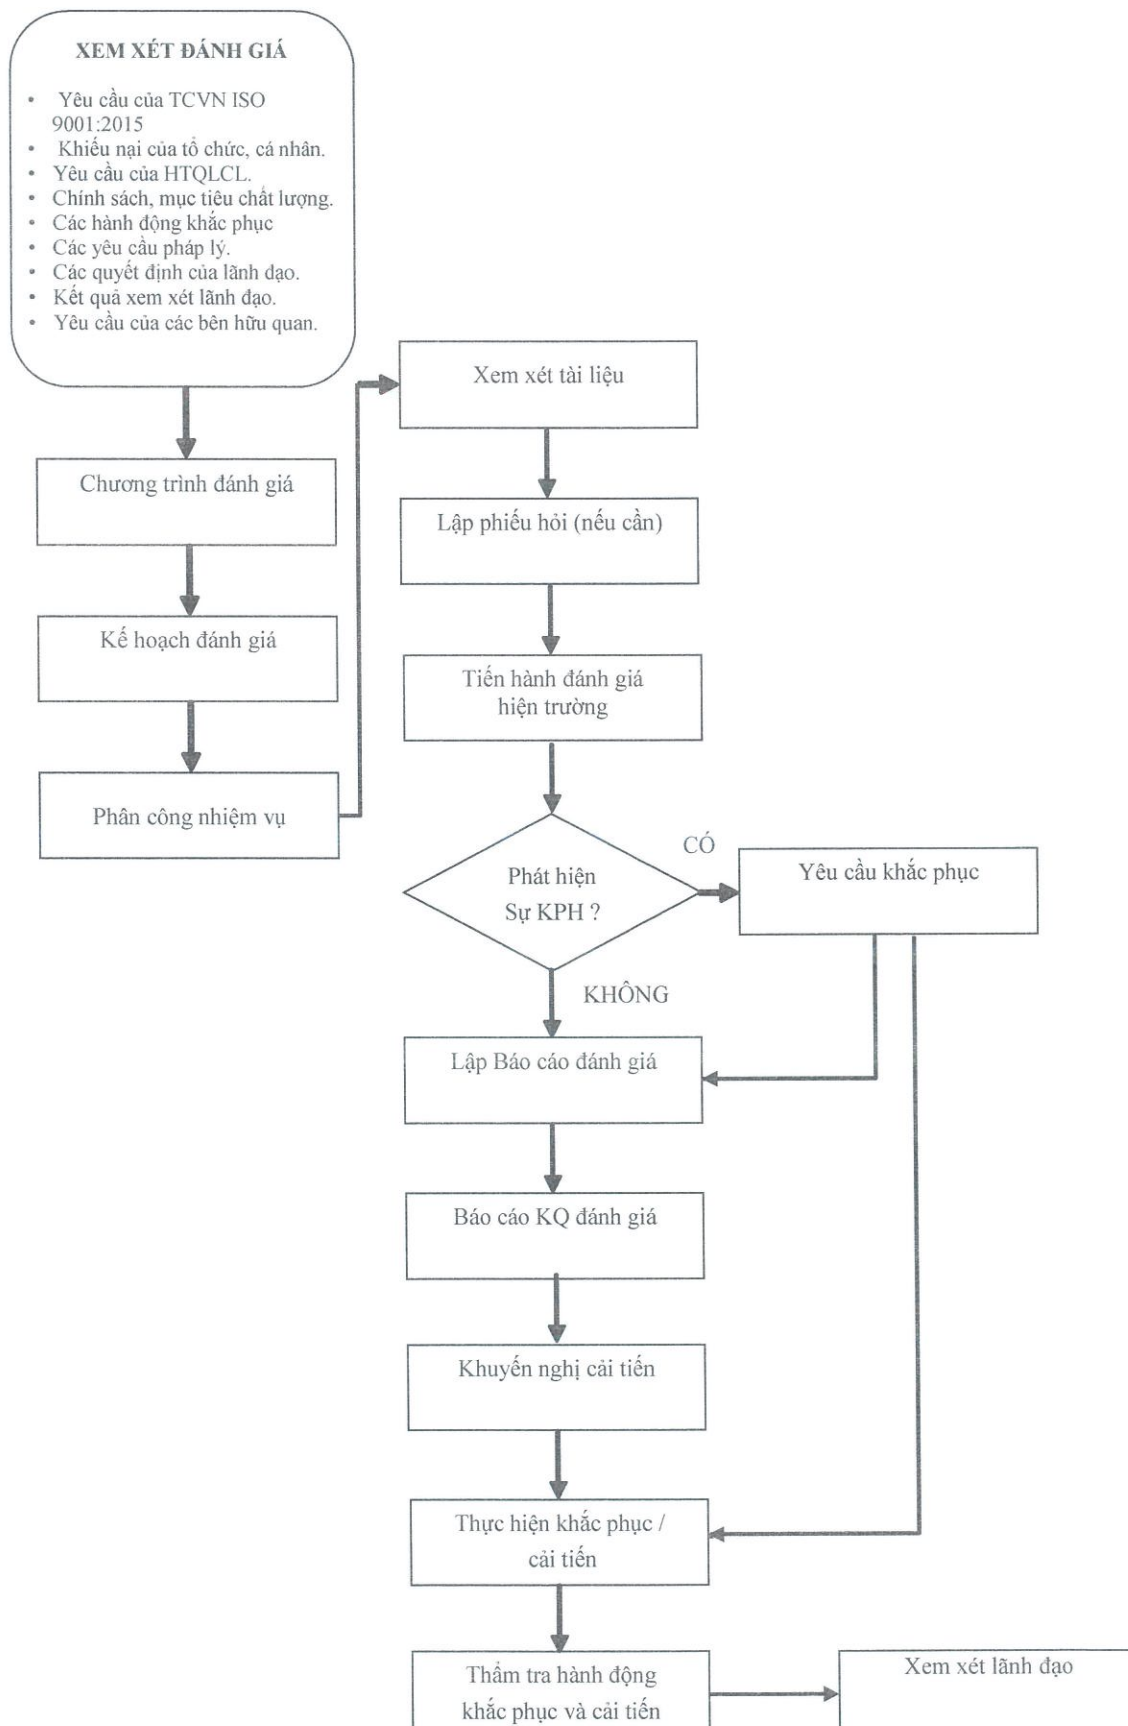 XEM XÉT ĐÁNH GIÁ
• Yêu cầu của TCVN ISO
9001:2015
• Khiếu nại của tổ chức, cá nhân.
• Yêu cầu của HTQLCL.
• Chính sách, mục tiêu chất lượng.
• Các hành động khắc phục
• Các yêu cầu pháp lý.
• Các quyết định của lãnh đạo.
• Kết quả xem xét lãnh đạo.
• Yêu cầu của các bên hữu quan.
Chương trình đánh giá
Kế hoạch đánh giá
Phân công nhiệm vụ
Xem xét tài liệu
Lập phiếu hỏi (nếu cần)
Tiến hành đánh giá
hiện trường
Phát hiện
Sự KPH ?
CÓ
Yêu cầu khắc phục
KHÔNG
Lập Báo cáo đánh giá
Báo cáo KQ đánh giá
Khuyến nghị cải tiến
Thực hiện khắc phục /
cải tiến
Thẩm tra hành động
khắc phục và cải tiến
Xem xét lãnh đạo